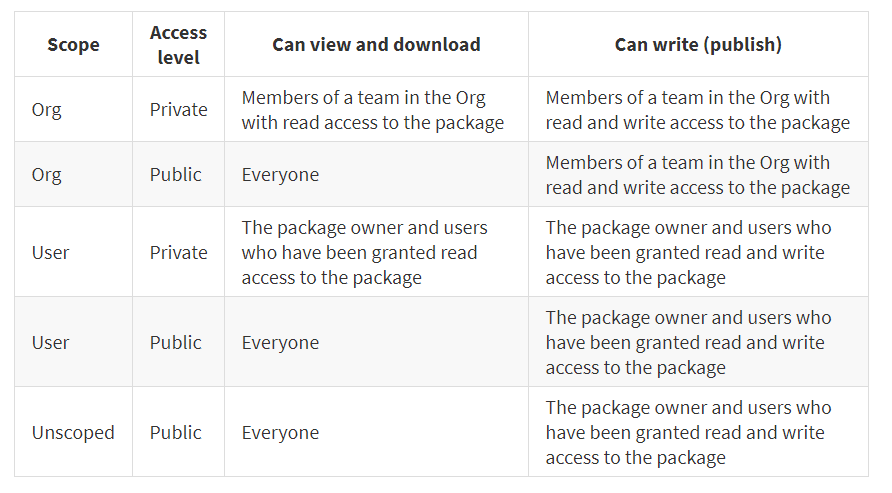 Scope
Access
level
Can view and download
Can write (publish)
Org
Private
Members of a team in the Org
with read access to the package
Members of a team in the Org with
read and write access to the package
Org
Public
Everyone
Members of a team in the Org with
read and write access to the package
User
Private
The package owner and users
who have been granted read
access to the package
The package owner and users who
have been granted read and write
access to the package
User
Public
Everyone
The package owner and users who
have been granted read and write
access to the package
Unscoped
Public
Everyone
The package owner and users who
have been granted read and write
access to the package